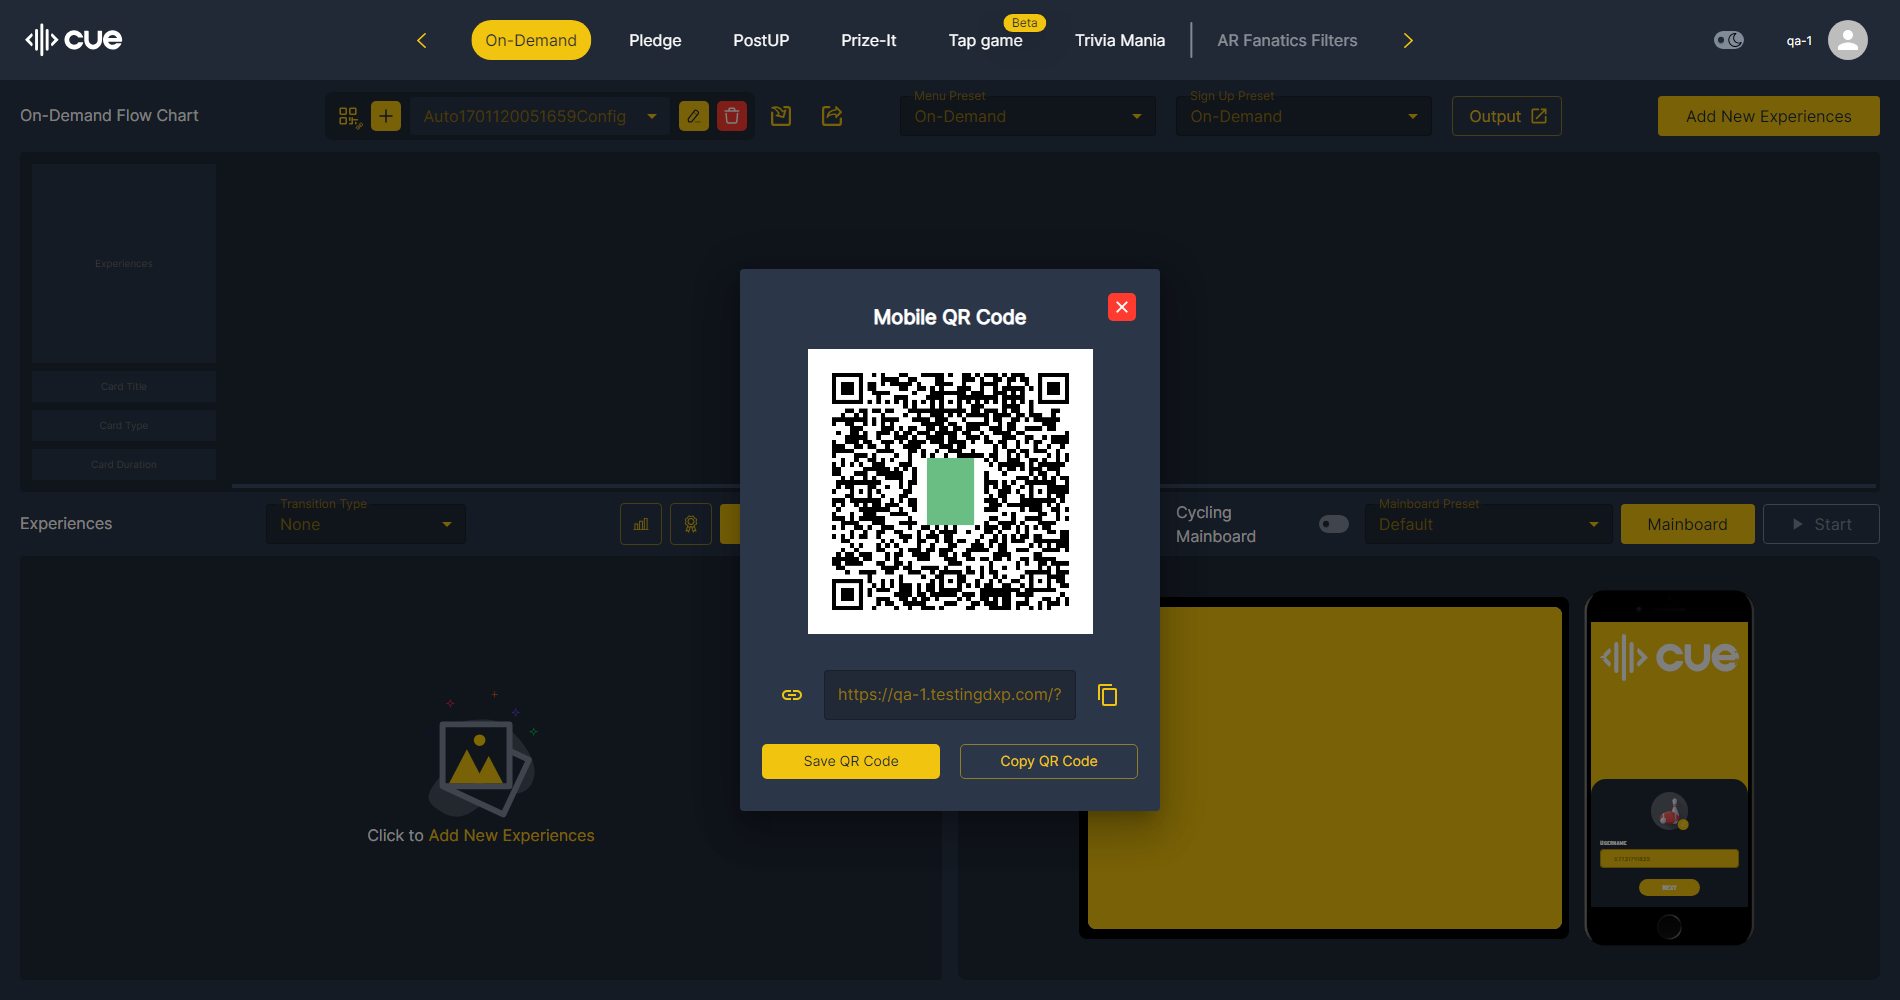 cue
On-Demand
Pledge
PostUP
Prize-It
Tap game
Beta
Trivia Mania
AR Fanatics Filters
qa-1
On-Demand Flow Chart
Auto1701120051659Config
Menu Preset
On-Demand
Sign Up Preset
On-Demand
Output
Add New Experiences
Experiences
Card Title
Card Type
Card Duration
Mobile QR Code
https://qa-1.testingdxp.com/?
Save QR Code
Copy QR Code
Experiences
Transition Type
None
Cycling
Mainboard
Mainboard Preset
Default
Mainboard
Start
Click to Add New Experiences
cue
USERNAME
NEXT